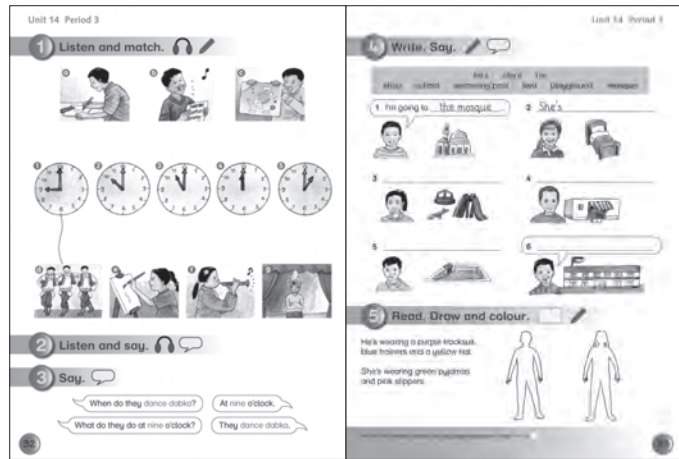 Unit 14 Period 3
1 Listen and match.
a
b
c
1
2
3
4
5
d
e
f
2 Listen and say.
3 Say.
When do they dance dabka?
At nine o'clock.
What do they do at nine o'clock?
They dance dabka.
32
Unit 14 Period
Write. Say.
shop school swimming pool bed playground mosque
1 I'm going to the mosque
2 She's
3
4
5
6
5 Read. Draw and colour.
He's wearing a purple tracksuit,
blue trainers and a yellow hat.
She's wearing green pyjamas
and pink slippers.